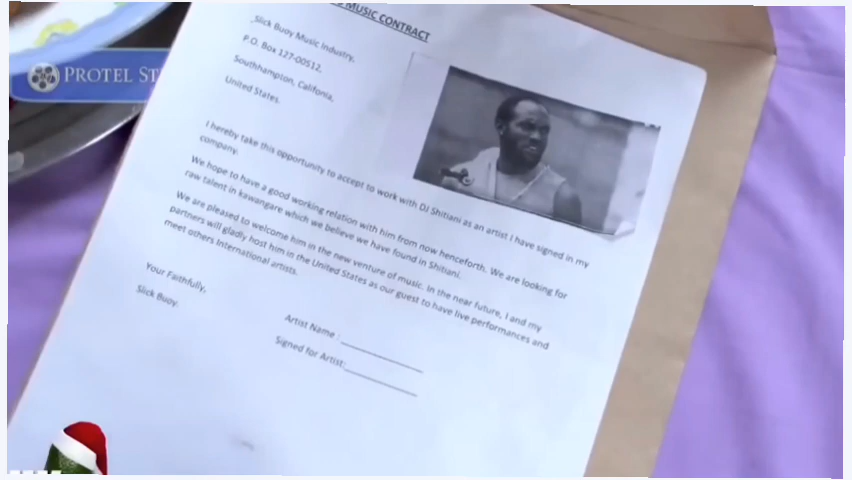 MUSIC CONTRACT
Slick Buoy Music Industry,
P.O. Box 127-00512,
Southhampton, Califonia,
United States.
PROTEL ST
I hereby take this opportunity to accept to work with DJ Shitiani as an artist I have signed in my
company.
We hope to have a good working relation with him from now henceforth. We are looking for
raw talent in kawangare which we believe we have found in Shitiani.
We are pleased to welcome him in the new venture of music. In the near future, I and my
partners will gladly host him in the United States as our guest to have live performances and
meet others International artists.
Your Faithfully,
Slick Buoy.
Artist Name :
Signed for Artist: